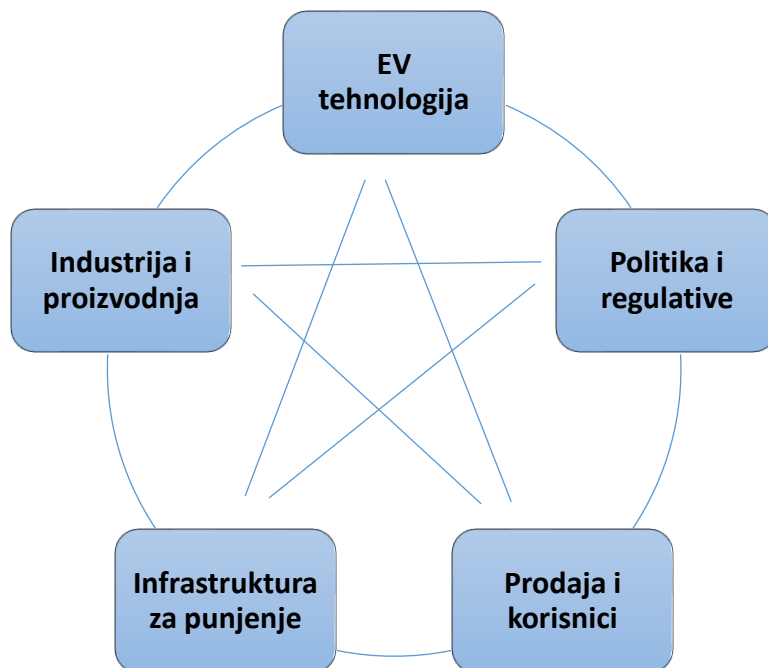 EV
tehnologija
Industrija i
proizvodnja
Politika i
regulative
Infrastruktura
za punjenje
Prodaja i
korisnici